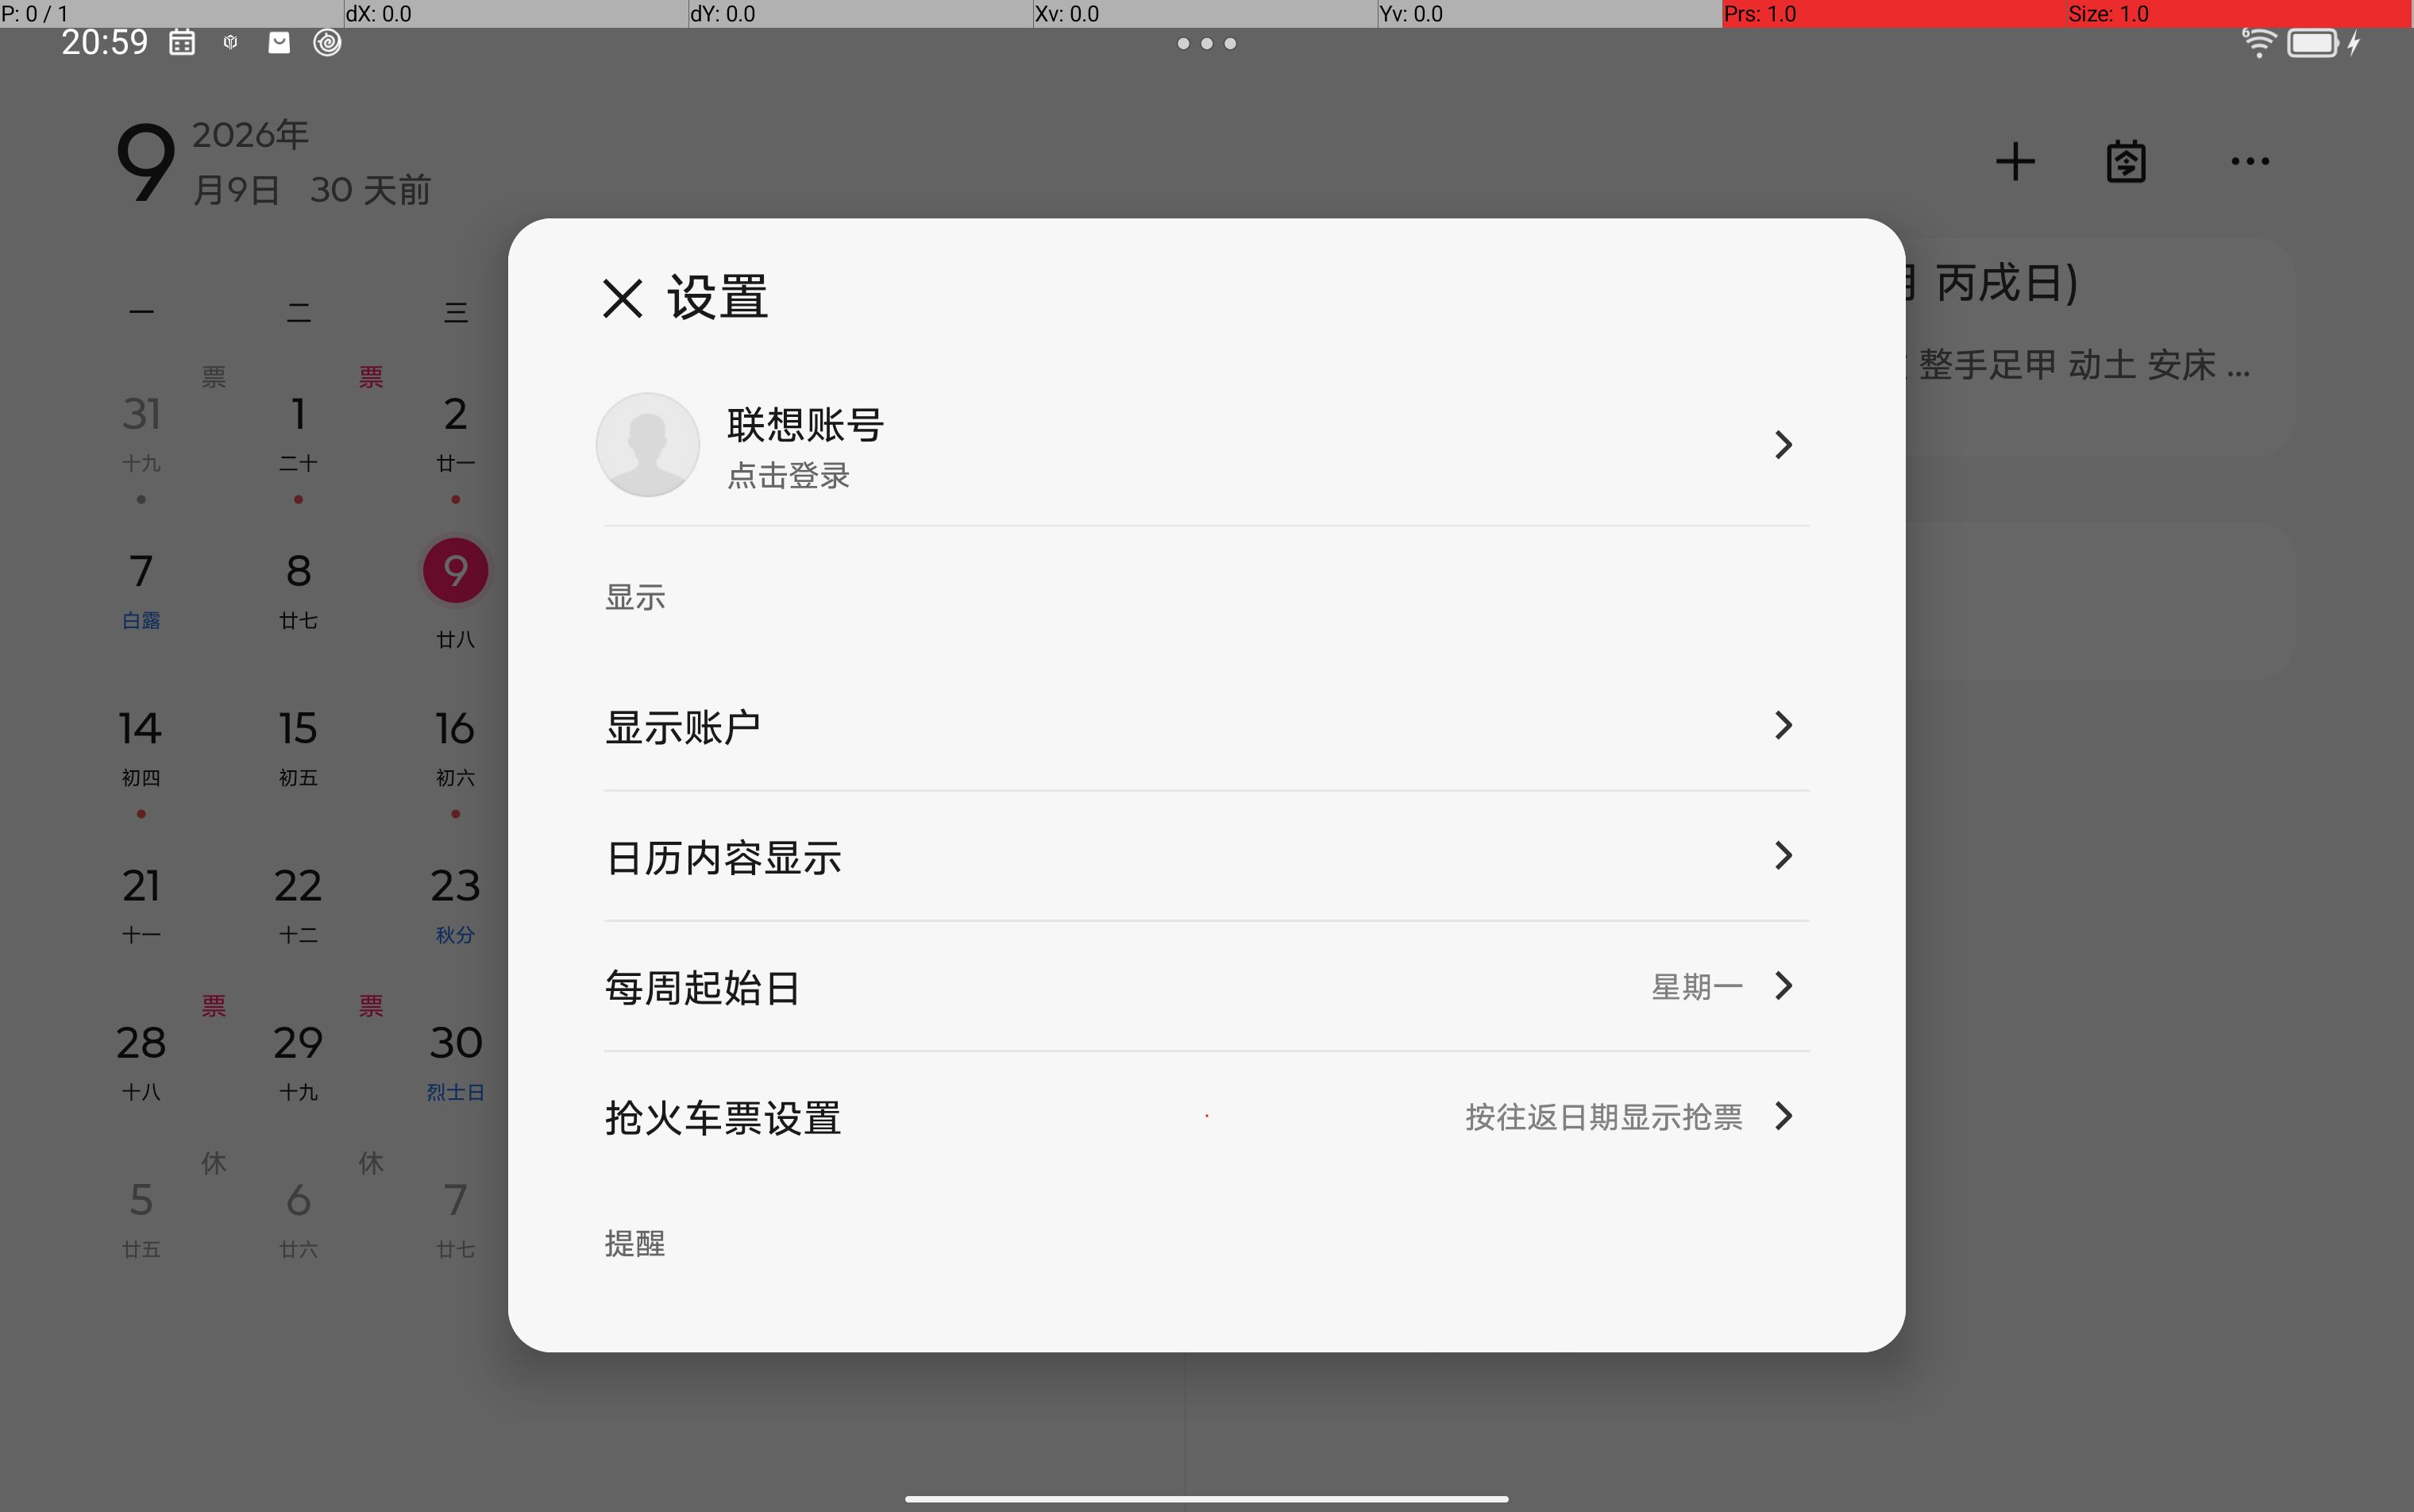 P: 0 / 1 dX: 0.0 dY: 0.0 Xv: 0.0 Yv: 0.0 Prs: 1.0 Size: 1.0
20:59
6
9 2026年
月9日 30 天前
一 二 三
票 票
31 1 2
十九 二十 廿一
7 8 9
白露 廿七 廿八
14 15 16
初四 初五 初六
21 22 23
十一 十二 秋分
票 票
28 29 30
十八 十九 烈士日
休 休
5 6 7
廿五 廿六 廿七
设置
联想账号
点击登录
显示
显示账户
日历内容显示
每周起始日 星期一
抢火车票设置 按往返日期显示抢票
提醒
丙戌日)
整手足甲 动土 安床 ...